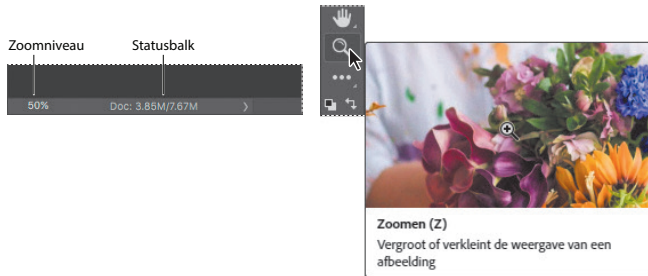 Zoomniveau Statusbalk
50% Doc: 3.85M/7.67M
Zoomen (Z)
Vergroot of verkleint de weergave van een
afbeelding